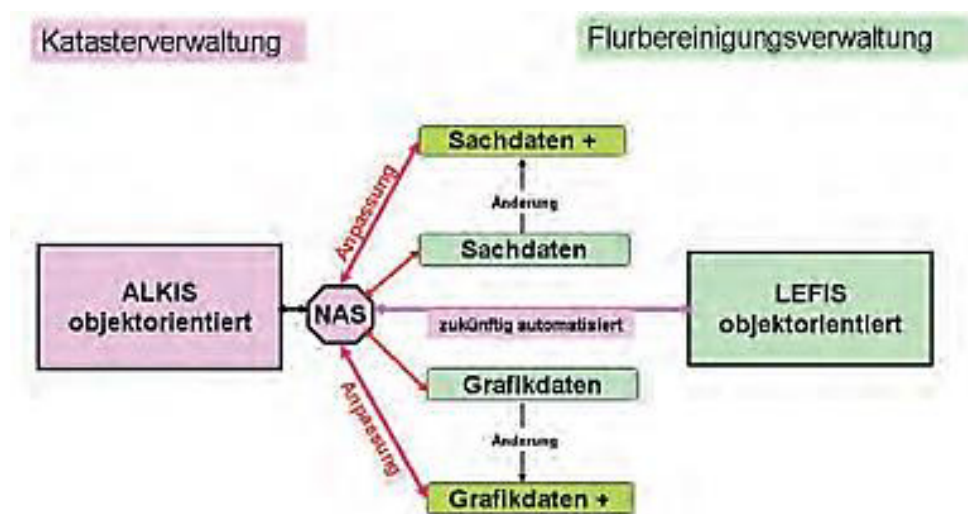 Katasterverwaltung
Flurbereinigungsverwaltung
Sachdaten +
Anpassung
Änderung
Sachdaten
ALKIS
objektorientiert
NAS
zukünftig automatisiert
LEFIS
objektorientiert
Grafikdaten
Anpassung
Änderung
Grafikdaten +